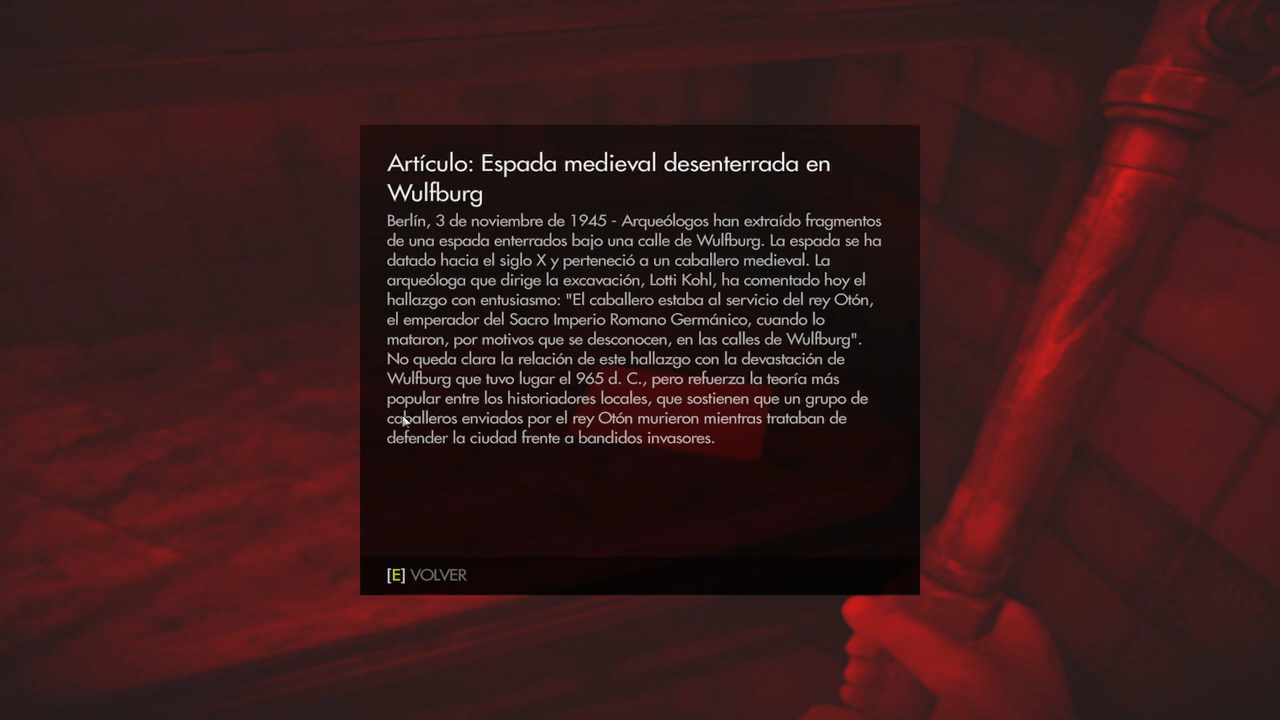 Artículo: Espada medieval desenterrada en
Wulfburg
Berlín, 3 de noviembre de 1945 - Arqueólogos han extraído fragmentos
de una espada enterrados bajo una calle de Wulfburg. La espada se ha
datado hacia el siglo X y perteneció a un caballero medieval. La
arqueóloga que dirige la excavación, Lotti Kohl, ha comentado hoy el
hallazgo con entusiasmo: "El caballero estaba al servicio del rey Otón,
el emperador del Sacro Imperio Romano Germánico, cuando lo
mataron, por motivos que se desconocen, en las calles de Wulfburg".
No queda clara la relación de este hallazgo con la devastación de
Wulfburg que tuvo lugar el 965 d. C., pero refuerza la teoría más
popular entre los historiadores locales, que sostienen que un grupo de
caballeros enviados por el rey Otón murieron mientras trataban de
defender la ciudad frente a bandidos invasores.
[E] VOLVER